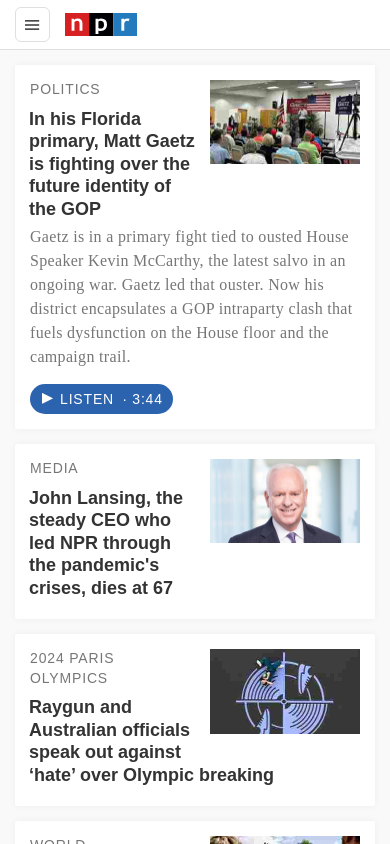 npr
POLITICS
In his Florida
primary, Matt Gaetz
is fighting over the
future identity of
the GOP
Gaetz is in a primary fight tied to ousted House
Speaker Kevin McCarthy, the latest salvo in an
ongoing war. Gaetz led that ouster. Now his
district encapsulates a GOP intraparty clash that
fuels dysfunction on the House floor and the
campaign trail.
LISTEN · 3:44
MEDIA
John Lansing, the
steady CEO who
led NPR through
the pandemic's
crises, dies at 67
2024 PARIS
OLYMPICS
Raygun and
Australian officials
speak out against
‘hate’ over Olympic breaking
WORLD